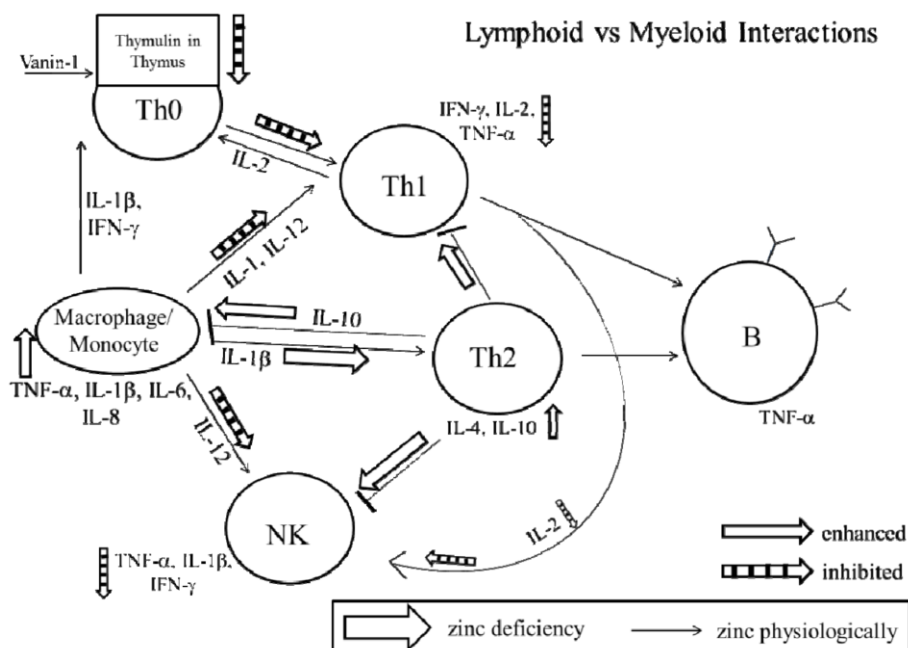 Lymphoid vs Myeloid Interactions
Thymulin in
Thymus
Vanin-1
Th0
IFN-γ, IL-2,
TNF-α
IL-2
Th1
IL-1β,
IFN-γ
IL-1, IL-12
Macrophage/
Monocyte
IL-10
IL-1β
Th2
B
TNF-α, IL-1β, IL-6,
IL-8
IL-4, IL-10
TNF-α
IL-12
NK
IL-2
TNF-α, IL-1β,
IFN-γ
enhanced
inhibited
zinc deficiency
zinc physiologically